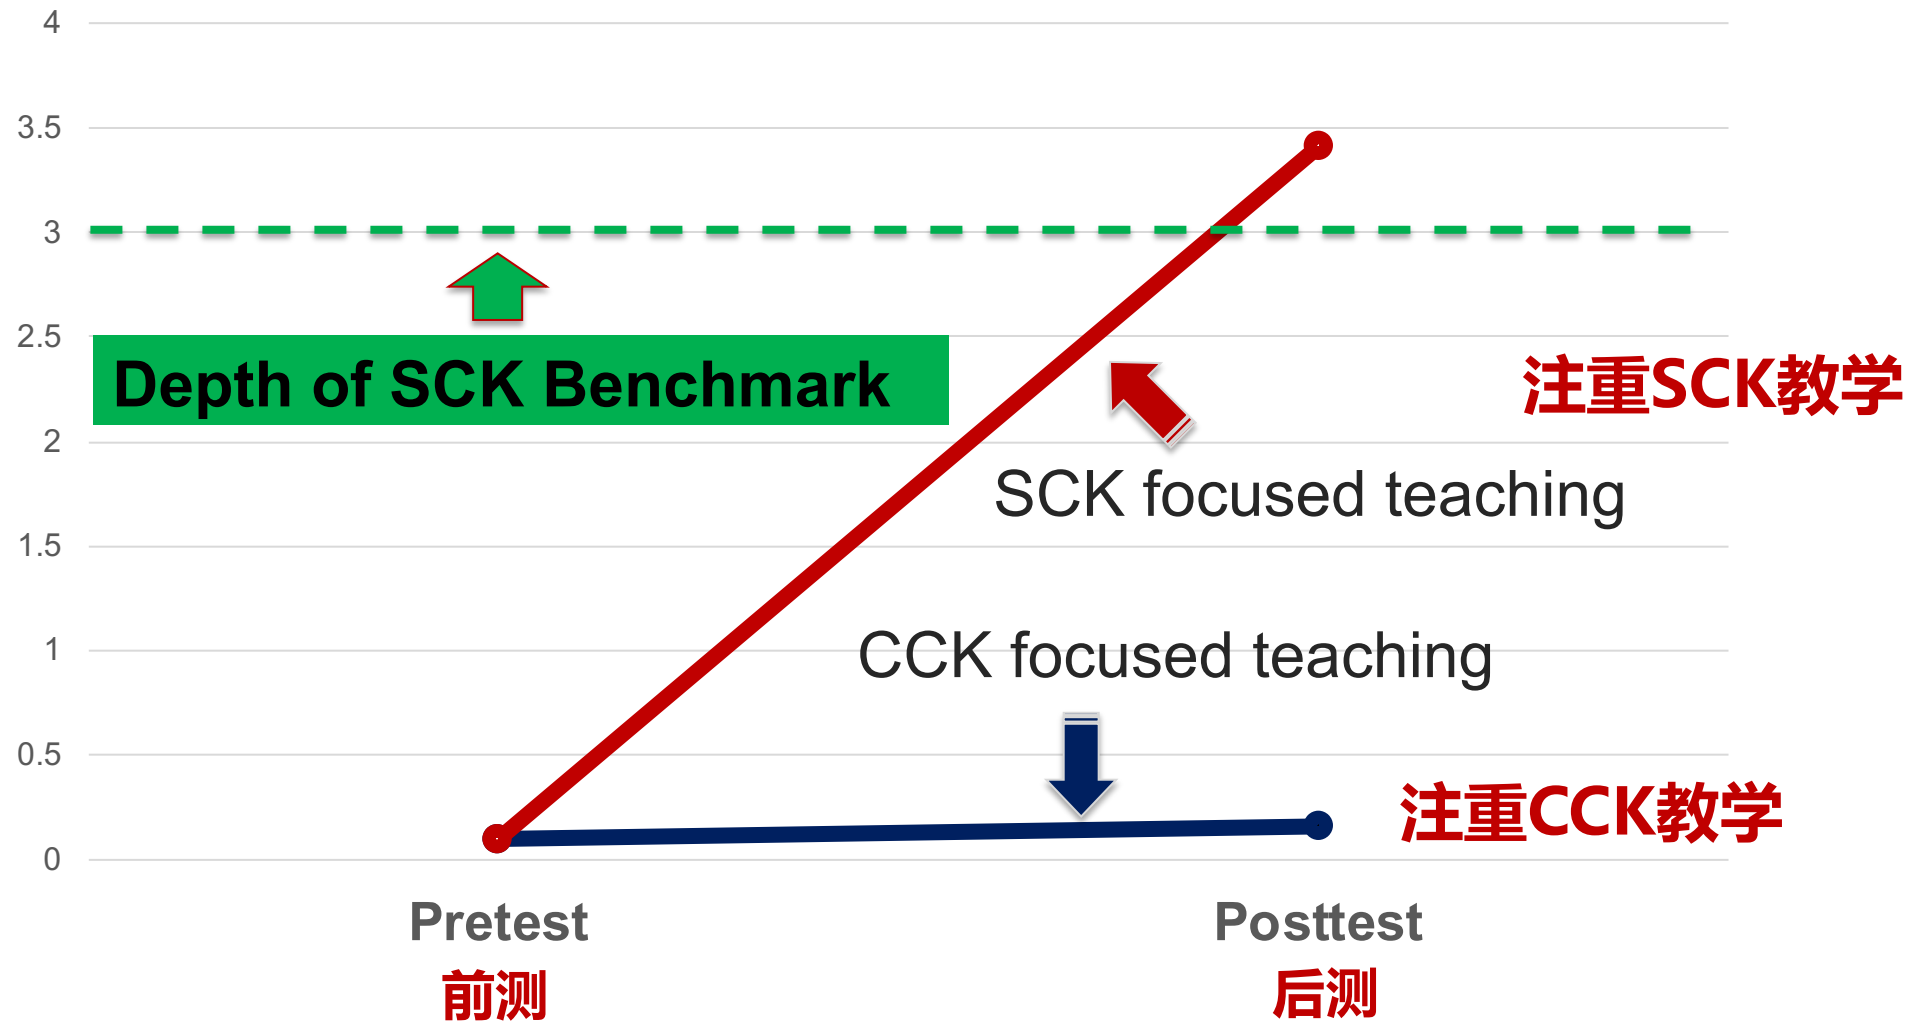 4
3.5
3
2.5
Depth of SCK Benchmark
注重SCK教学
2
SCK focused teaching
1.5
1
CCK focused teaching
0.5
注重CCK教学
0
Pretest
Posttest
前测
后测